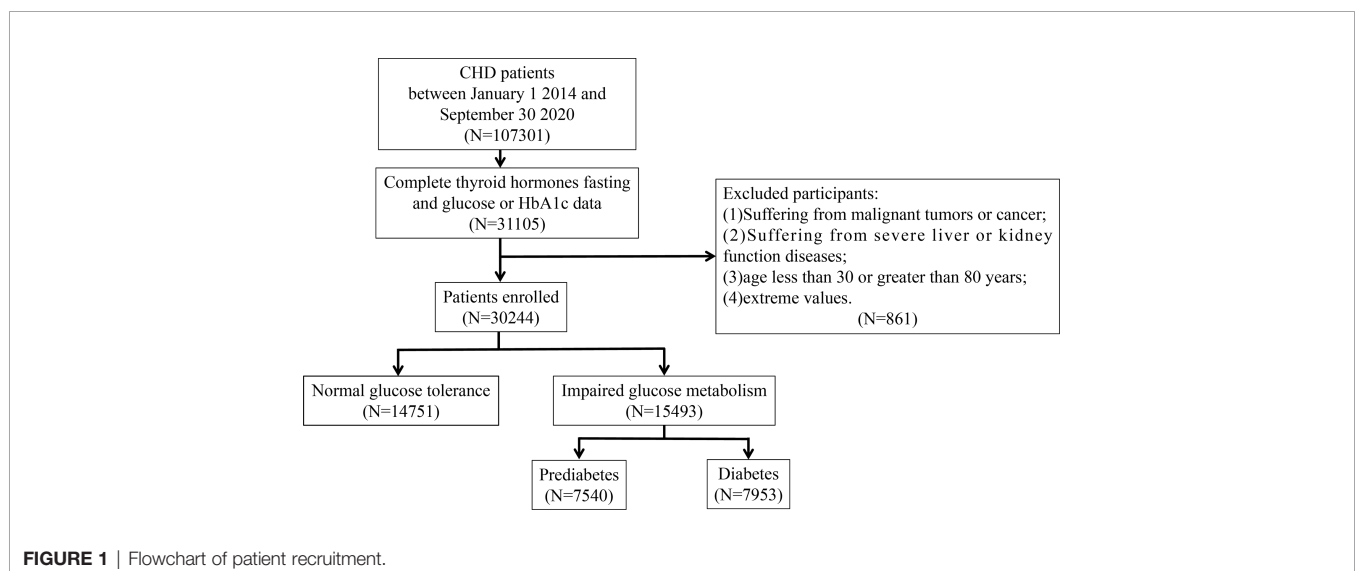 CHD patients
between January 1 2014 and
September 30 2020
(N=107301)
Complete thyroid hormones fasting
and glucose or HbA1c data
(N=31105)
Excluded participants:
(1)Suffering from malignant tumors or cancer;
(2)Suffering from severe liver or kidney
function diseases;
(3)age less than 30 or greater than 80 years;
(4)extreme values.
(N=861)
Patients enrolled
(N=30244)
Normal glucose tolerance
(N=14751)
Impaired glucose metabolism
(N=15493)
Prediabetes
(N=7540)
Diabetes
(N=7953)
FIGURE 1 | Flowchart of patient recruitment.